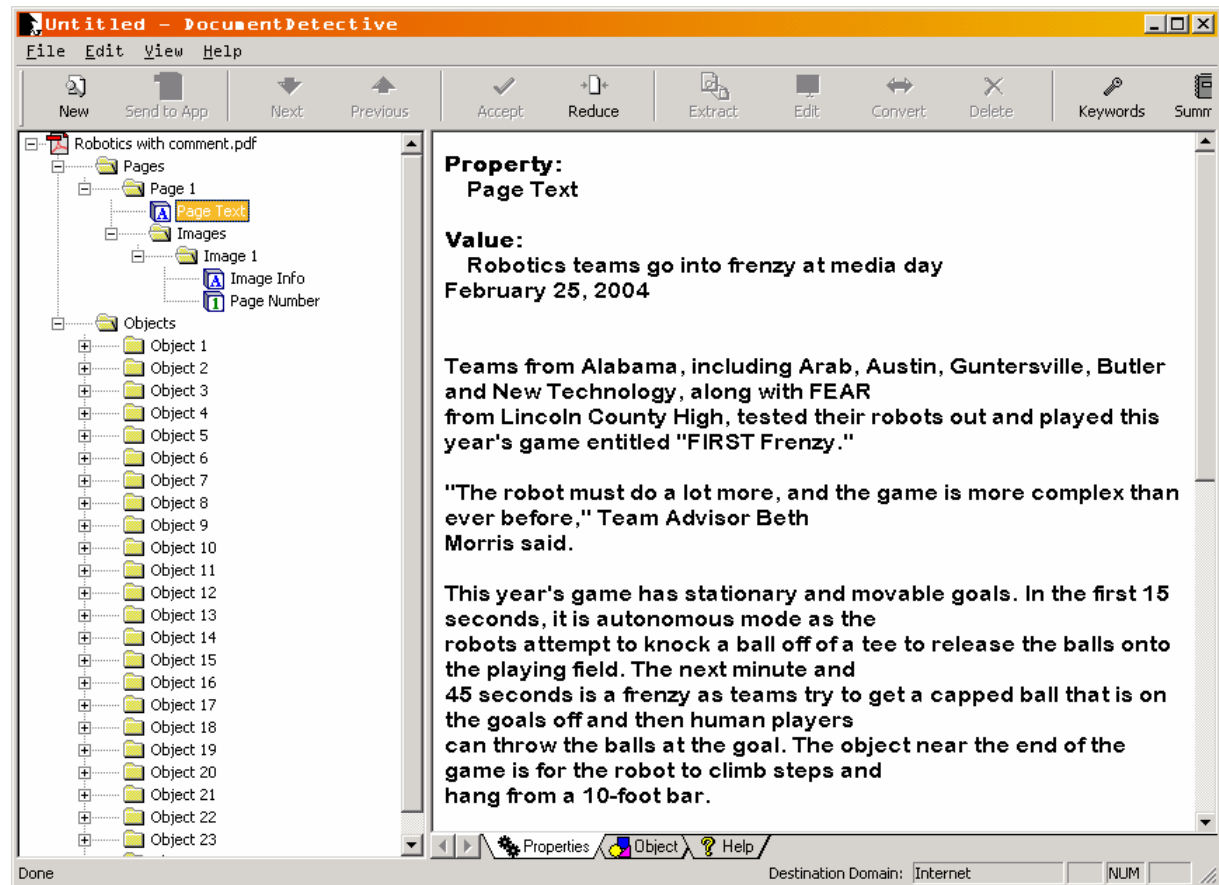 Untitled - DocumentDetective
File Edit View Help
New Send to App Next Previous Accept Reduce Extract Edit Convert Delete Keywords Summ
Robotics with comment.pdf
Pages
Page 1
Page Text
Images
Image 1
Image Info
Page Number
Objects
Object 1
Object 2
Object 3
Object 4
Object 5
Object 6
Object 7
Object 8
Object 9
Object 10
Object 11
Object 12
Object 13
Object 14
Object 15
Object 16
Object 17
Object 18
Object 19
Object 20
Object 21
Object 22
Object 23
Property:
Page Text
Value:
Robotics teams go into frenzy at media day
February 25, 2004
Teams from Alabama, including Arab, Austin, Guntersville, Butler
and New Technology, along with FEAR
from Lincoln County High, tested their robots out and played this
year's game entitled "FIRST Frenzy."
"The robot must do a lot more, and the game is more complex than
ever before," Team Advisor Beth
Morris said.
This year's game has stationary and movable goals. In the first 15
seconds, it is autonomous mode as the
robots attempt to knock a ball off of a tee to release the balls onto
the playing field. The next minute and
45 seconds is a frenzy as teams try to get a capped ball that is on
the goals off and then human players
can throw the balls at the goal. The object near the end of the
game is for the robot to climb steps and
hang from a 10-foot bar.
Properties Object Help
Done Destination Domain: Internet NUM